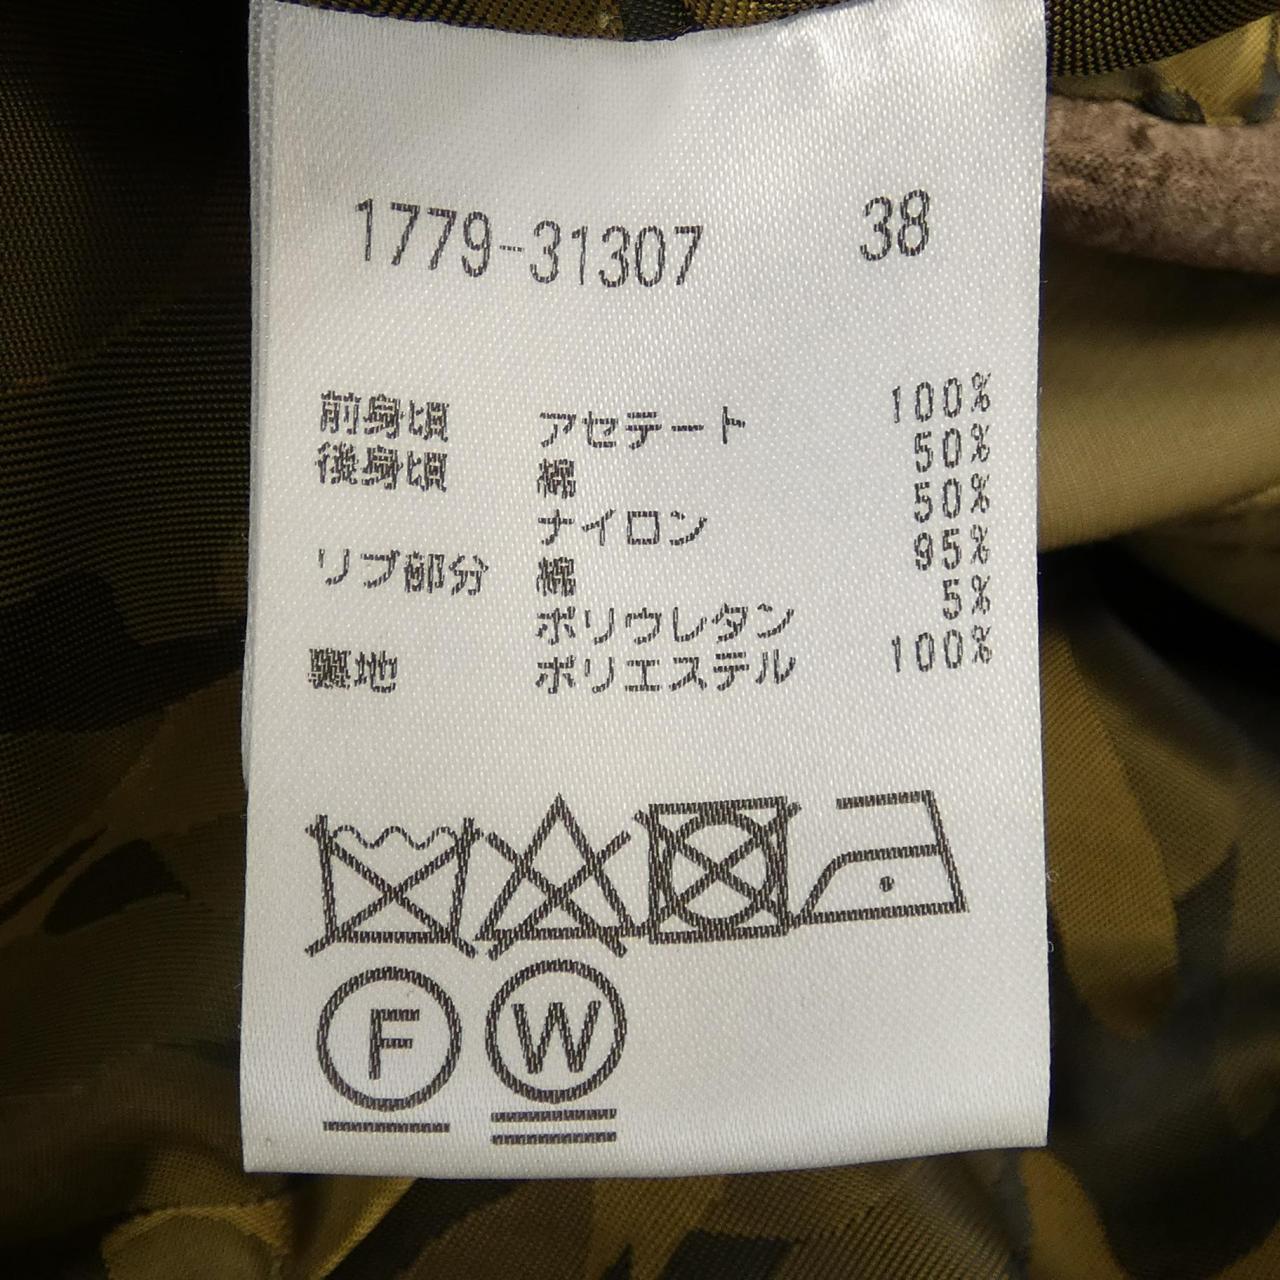 1779-31307 38
前身頃 アセテート 100%
後身頃 綿 50%
ナイロン 50%
リブ部分 綿 95%
ポリウレタン 5%
裏地 ポリエステル 100%
F W